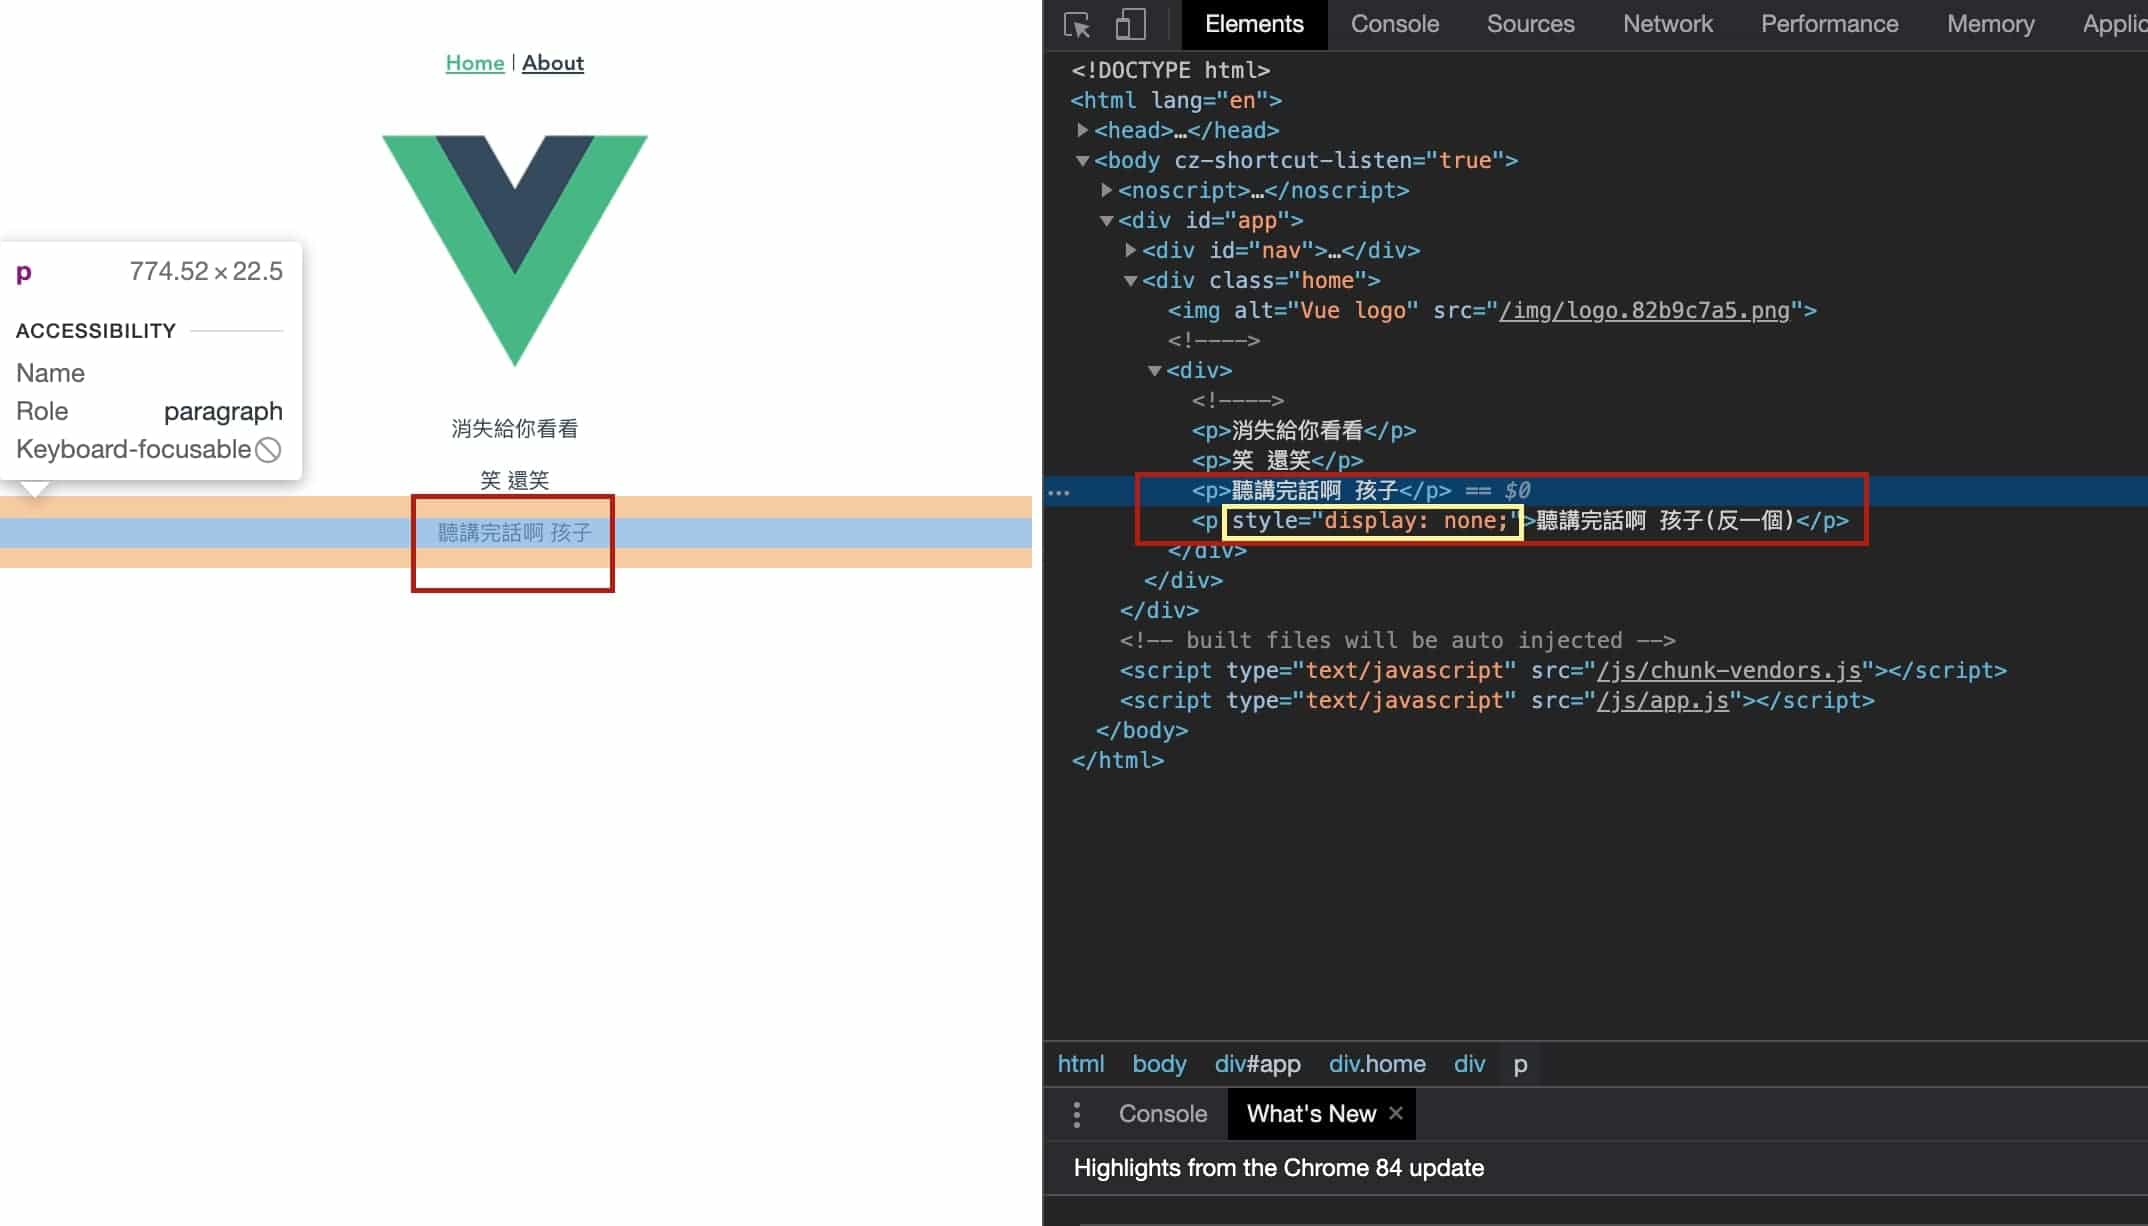 Home | About
p 774.52 × 22.5
ACCESSIBILITY
Name
Role paragraph
Keyboard-focusable
消失給你看看
笑 還笑
聽講完話啊 孩子
Elements Console Sources Network Performance Memory Applic
<!DOCTYPE html>
<html lang="en">
<head>…</head>
<body cz-shortcut-listen="true">
<noscript>…</noscript>
<div id="app">
<div id="nav">…</div>
<div class="home">
<img alt="Vue logo" src="/img/logo.82b9c7a5.png">
<!---->
<div>
<!---->
<p>消失給你看看</p>
<p>笑 還笑</p>
<p>聽講完話啊 孩子</p> == $0
<p style="display: none;">聽講完話啊 孩子(反一個)</p>
</div>
</div>
</div>
<!-- built files will be auto injected -->
<script type="text/javascript" src="/js/chunk-vendors.js"></script>
<script type="text/javascript" src="/js/app.js"></script>
</body>
</html>
html body div#app div.home div p
Console What's New ×
Highlights from the Chrome 84 update